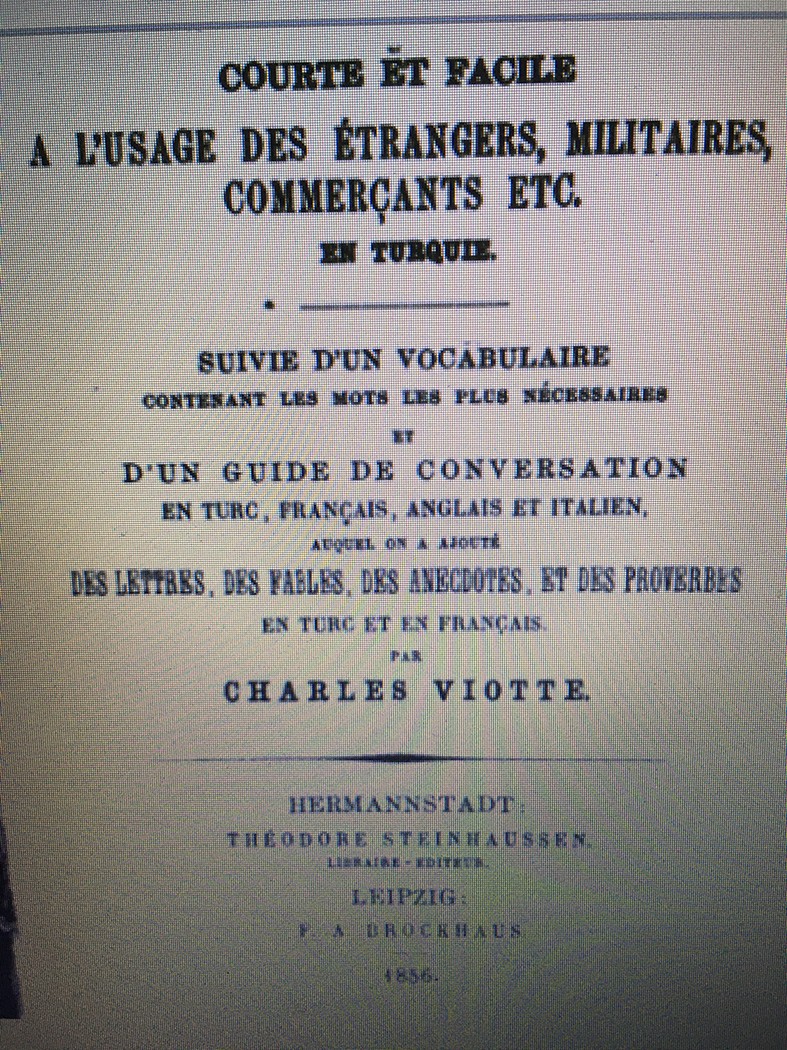 COURTE ET FACILE
A L'USAGE DES ÉTRANGERS, MILITAIRES,
COMMERÇANTS ETC.
EN TURQUIE.
SUIVIE D'UN VOCABULAIRE
CONTENANT LES MOTS LES PLUS NÉCESSAIRES
ET
D'UN GUIDE DE CONVERSATION
EN TURC, FRANÇAIS, ANGLAIS ET ITALIEN,
AUQUEL ON A AJOUTÉ
DES LETTRES, DES FABLES, DES ANECDOTES, ET DES PROVERBES
EN TURC ET EN FRANÇAIS.
PAR
CHARLES VIOTTE.
HERMANNSTADT:
THÉODORE STEINHAUSSEN.
LIBRAIRE-EDITEUR.
LEIPZIG:
F. A BROCKHAUS
1856.